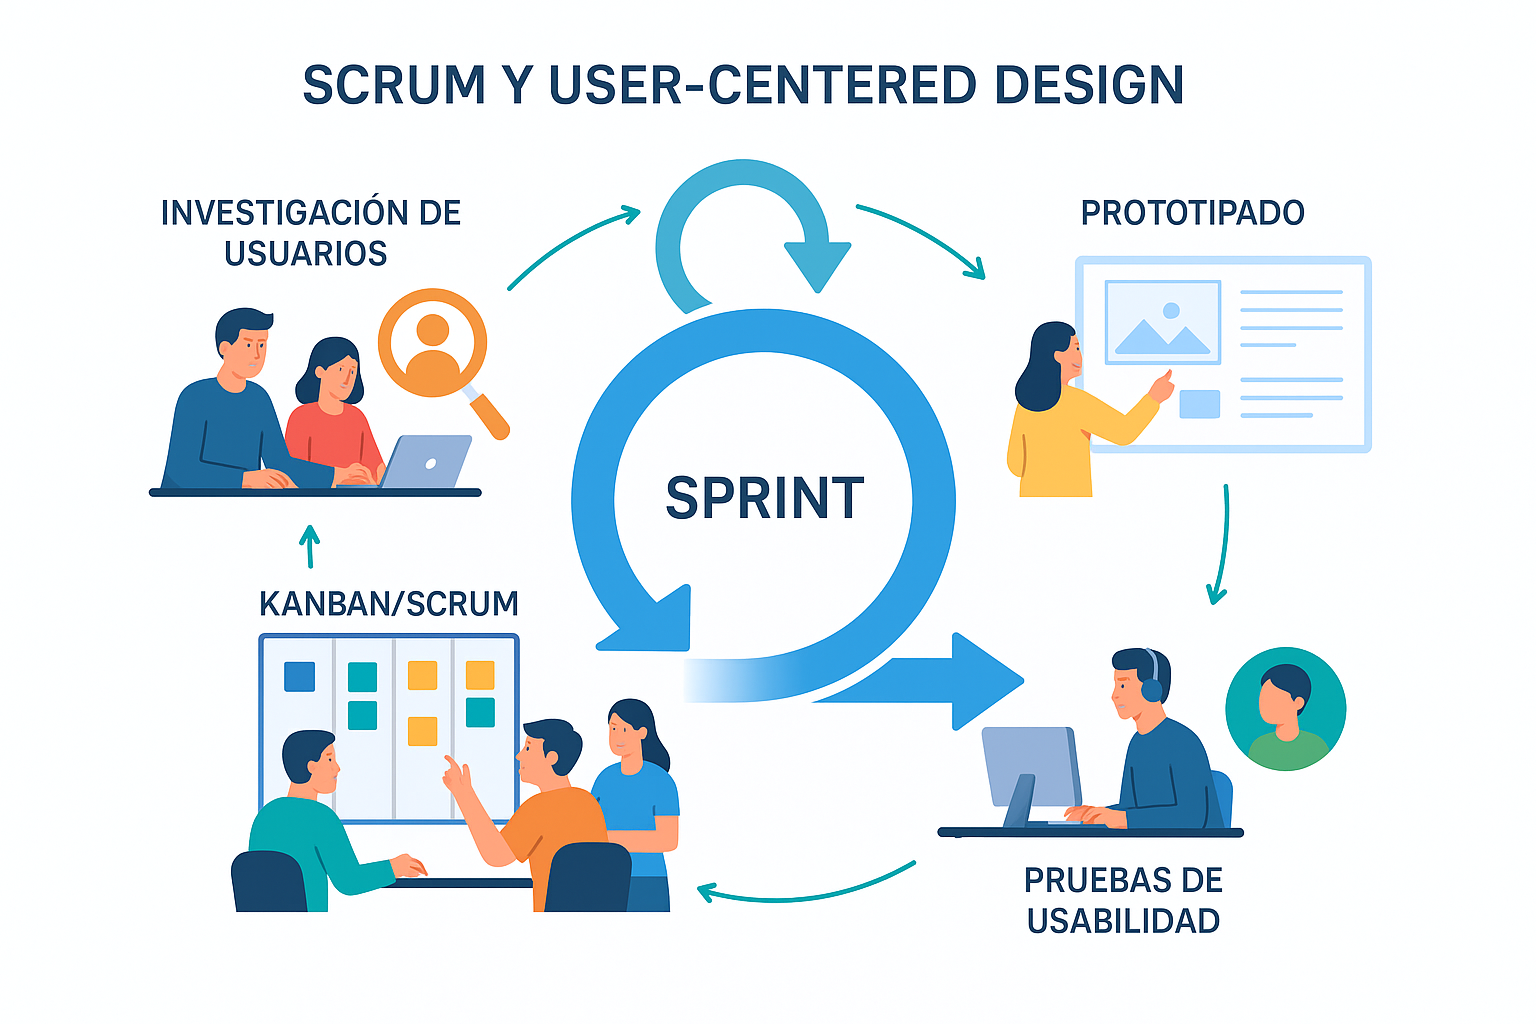 SCRUM Y USER-CENTERED DESIGN
INVESTIGACIÓN DE
USUARIOS
PROTOTIPADO
SPRINT
KANBAN/SCRUM
PRUEBAS DE
USABILIDAD